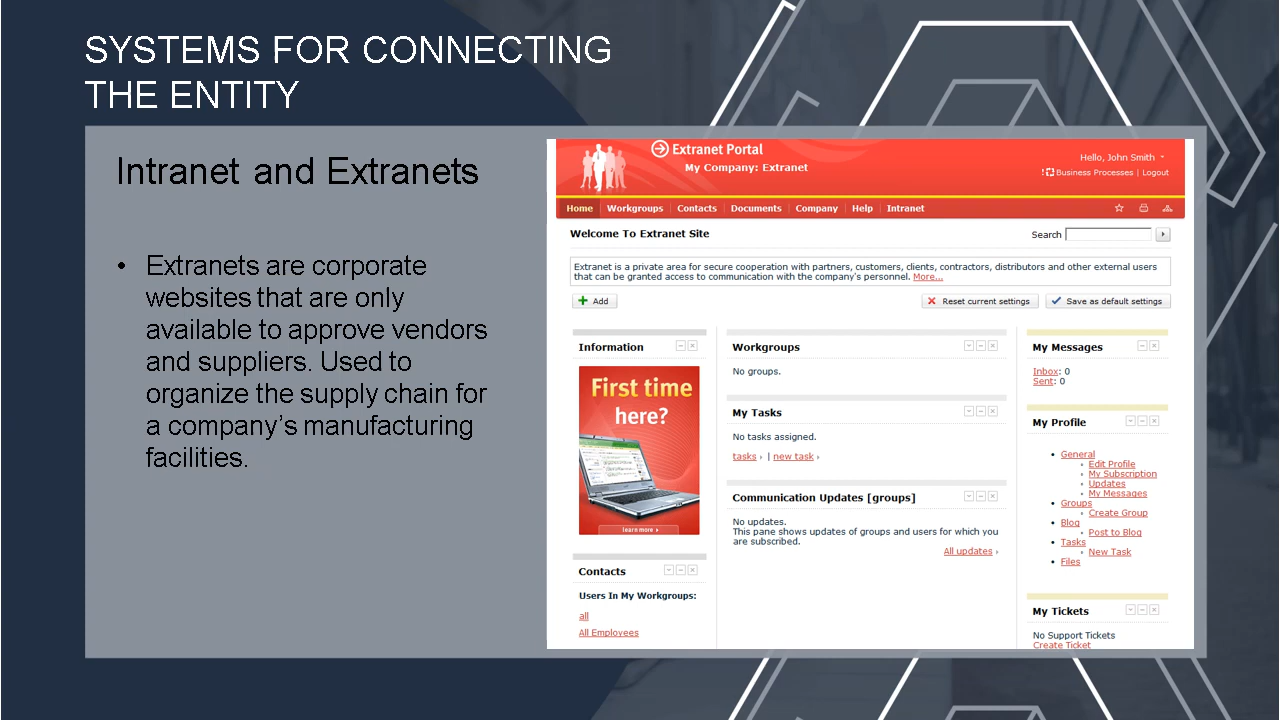 SYSTEMS FOR CONNECTING
THE ENTITY
Intranet and Extranets
• Extranets are corporate
websites that are only
available to approve vendors
and suppliers. Used to
organize the supply chain for
a company’s manufacturing
facilities.
Extranet Portal
My Company: Extranet
Hello, John Smith
! Business Processes | Logout
Home | Workgroups | Contacts | Documents | Company | Help | Intranet
Welcome To Extranet Site
Search
Extranet is a private area for secure cooperation with partners, customers, clients, contractors, distributors and other external users
that can be granted access to communication with the company's personnel. More...
Add
Reset current settings
Save as default settings
Information
First time
here?
learn more ›
Contacts
Users In My Workgroups:
all
All Employees
Workgroups
No groups.
My Tasks
No tasks assigned.
tasks › | new task ›
Communication Updates [groups]
No updates.
This pane shows updates of groups and users for which you
are subscribed.
All updates ›
My Messages
Inbox: 0
Sent: 0
My Profile
• General
• Edit Profile
• My Subscription
• Updates
• My Messages
• Groups
• Create Group
• Blog
• Post to Blog
• Tasks
• New Task
• Files
My Tickets
No Support Tickets
Create Ticket